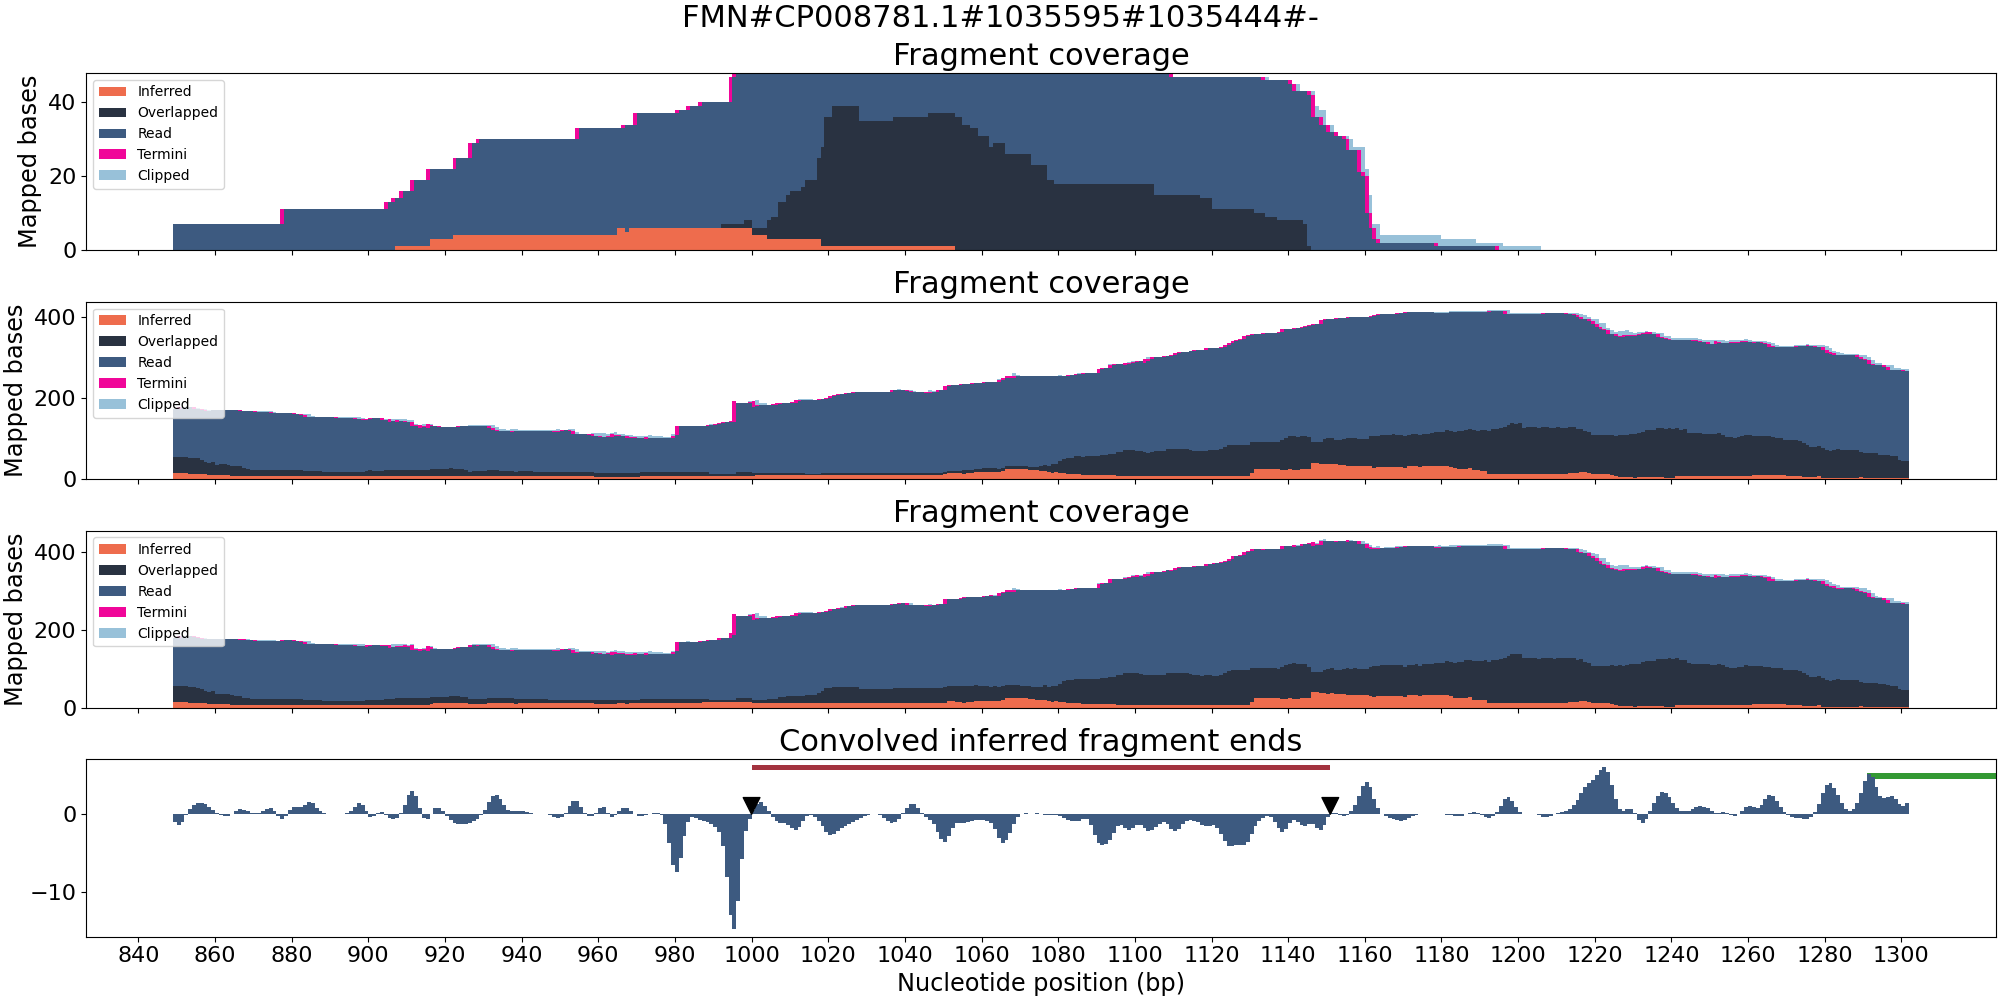 FMN#CP008781.1#1035595#1035444#-
Fragment coverage
Mapped bases
40
20
0
Inferred
Overlapped
Read
Termini
Clipped
Fragment coverage
Mapped bases
400
200
0
Inferred
Overlapped
Read
Termini
Clipped
Fragment coverage
Mapped bases
400
200
0
Inferred
Overlapped
Read
Termini
Clipped
Convolved inferred fragment ends
0
−10
840 860 880 900 920 940 960 980 1000 1020 1040 1060 1080 1100 1120 1140 1160 1180 1200 1220 1240 1260 1280 1300
Nucleotide position (bp)